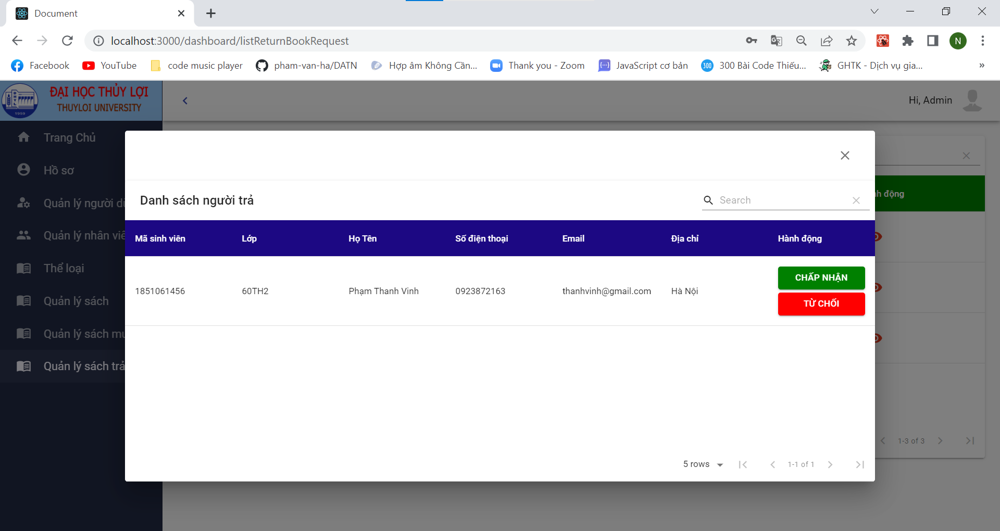 Document
localhost:3000/dashboard/listReturnBookRequest
N
Facebook
YouTube
code music player
pham-van-ha/DATN
Hợp âm Không Cần...
Thank you - Zoom
JavaScript cơ bản
300
300 Bài Code Thiếu...
GHTK - Dịch vụ gia...
»
ĐẠI HỌC THỦY LỢI
THUYLOI UNIVERSITY
1959
Hi, Admin
Trang Chủ
Hồ sơ
Quản lý người dù
Quản lý nhân viê
Thể loại
Quản lý sách
Quản lý sách mư
Quản lý sách trả
Danh sách người trả
Search
Mã sinh viên Lớp Họ Tên Số điện thoại Email Địa chỉ Hành động
1851061456 60TH2 Phạm Thanh Vinh 0923872163 thanhvinh@gmail.com Hà Nội
CHẤP NHẬN
TỪ CHỐI
5 rows
1-1 of 1
nh động
1-3 of 3